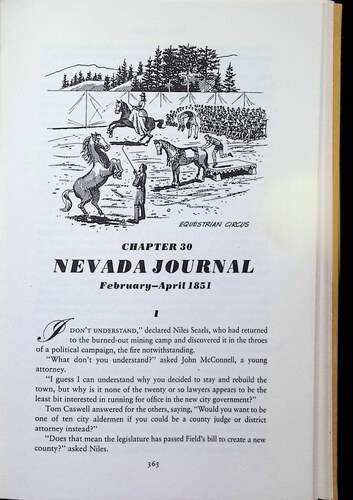 EQUESTRIAN CIRCUS
CHAPTER 30
NEVADA JOURNAL
February–April 1851
I
I DON'T UNDERSTAND," declared Niles Searls, who had returned
to the burned-out mining camp and discovered it in the throes
of a political campaign, the fire notwithstanding.
"What don't you understand?" asked John McConnell, a young
attorney.
"I guess I can understand why you decided to stay and rebuild the
town, but why is it none of the twenty or so lawyers appears to be the
least bit interested in running for office in the new city government?"
Tom Caswell answered for the others, saying, "Would you want to be
one of ten city aldermen if you could be a county judge or district
attorney instead?"
"Does that mean the legislature has passed Field's bill to create a new
county?" asked Niles.
363